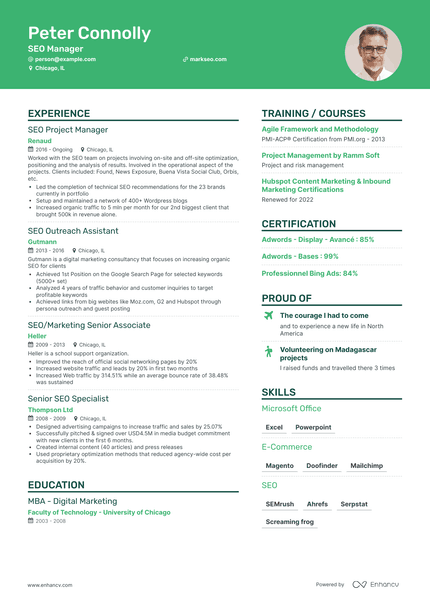 Peter Connolly
SEO Manager
person@example.com
markseo.com
Chicago, IL
EXPERIENCE
SEO Project Manager
Renaud
2016 - Ongoing Chicago, IL
Worked with the SEO team on projects involving on-site and off-site optimization,
positioning and the analysis of results. Involved in the operational aspect of the
projects. Clients included: Found, News Exposure, Buena Vista Social Club, Orbis,
etc.
• Led the completion of technical SEO recommendations for the 23 brands
currently in portfolio
• Setup and maintained a network of 400+ Wordpress blogs
• Increased organic traffic to 5 mln per month for our 2nd biggest client that
brought 500k in revenue alone.
SEO Outreach Assistant
Gutmann
2013 - 2016 Chicago, IL
Gutmann is a digital marketing consultancy that focuses on increasing organic
SEO for clients
• Achieved 1st Position on the Google Search Page for selected keywords
(5000+ set)
• Analyzed 4 years of traffic behavior and customer inquiries to target
profitable keywords
• Achieved links from big webites like Moz.com, G2 and Hubspot through
persona outreach and guest posting
SEO/Marketing Senior Associate
Heller
2009 - 2013 Chicago, IL
Heller is a school support organization.
• Improved the reach of official social networking pages by 20%
• Increased website traffic and leads by 20% in first two months
• Increased Web traffic by 314.51% while an average bounce rate of 38.48%
was sustained
Senior SEO Specialist
Thompson Ltd
2008 - 2009 Chicago, IL
• Designed advertising campaigns to increase traffic and sales by 25.07%
• Successfully pitched & signed over USD4.5M in media budget commitment
with new clients in the first 6 months.
• Created internal content (40 articles) and press releases
• Used proprietary optimization methods that reduced agency-wide cost per
acquisition by 20%.
EDUCATION
MBA - Digital Marketing
Faculty of Technology - University of Chicago
2003 - 2008
TRAINING / COURSES
Agile Framework and Methodology
PMI-ACP® Certification from PMI.org - 2013
Project Management by Ramm Soft
Project and risk management
Hubspot Content Marketing & Inbound
Marketing Certifications
Renewed for 2022
CERTIFICATION
Adwords - Display - Avancé : 85%
Adwords - Bases : 99%
Professionnel Bing Ads: 84%
PROUD OF
The courage I had to come
and to experience a new life in North
America
Volunteering on Madagascar
projects
I raised funds and travelled there 3 times
SKILLS
Microsoft Office
Excel Powerpoint
E-Commerce
Magento Doofinder Mailchimp
SEO
SEMrush Ahrefs Serpstat
Screaming frog
www.enhancv.com
Powered by Enhancv